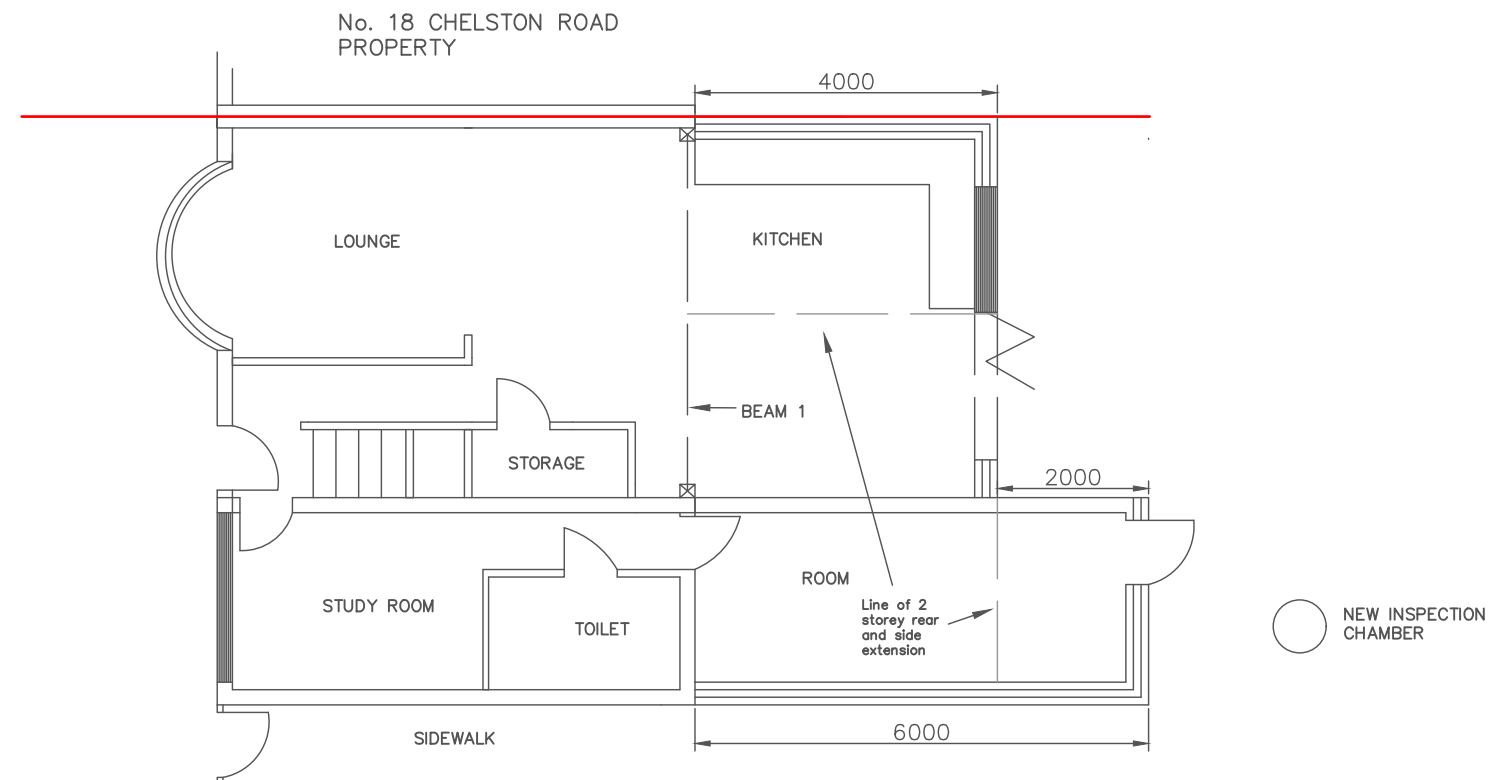 No. 18 CHELSTON ROAD
PROPERTY
4000
LOUNGE
KITCHEN
BEAM 1
STORAGE
2000
ROOM
STUDY ROOM
TOILET
Line of 2
storey rear
and side
extension
NEW INSPECTION
CHAMBER
SIDEWALK
6000